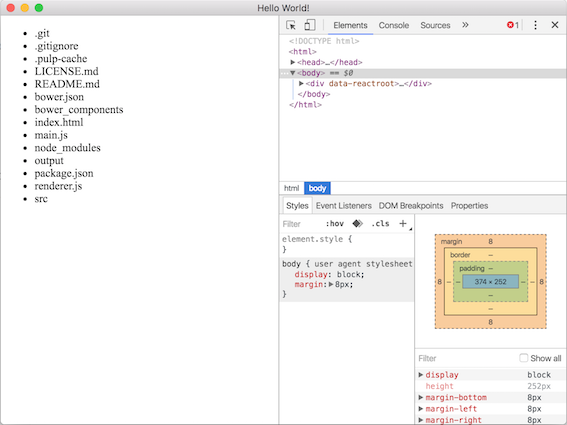 Hello World!
.git
.gitignore
.pulp-cache
LICENSE.md
README.md
bower.json
bower_components
index.html
main.js
node_modules
output
package.json
renderer.js
src
Elements Console Sources » 1
<!DOCTYPE html>
<html>
▶<head>…</head>
… ▼<body> == $0
▶<div data-reactroot>…</div>
</body>
</html>
html body
Styles Event Listeners DOM Breakpoints Properties
Filter :hov .cls +
element.style {
}
body { user agent stylesheet
display: block;
margin:▶8px;
}
margin 8
border –
padding –
8 – – 374 × 252 – – 8
–
–
8
Filter Show all
▶display block
height 252px
▶margin-bottom 8px
▶margin-left 8px
▶margin-right 8px